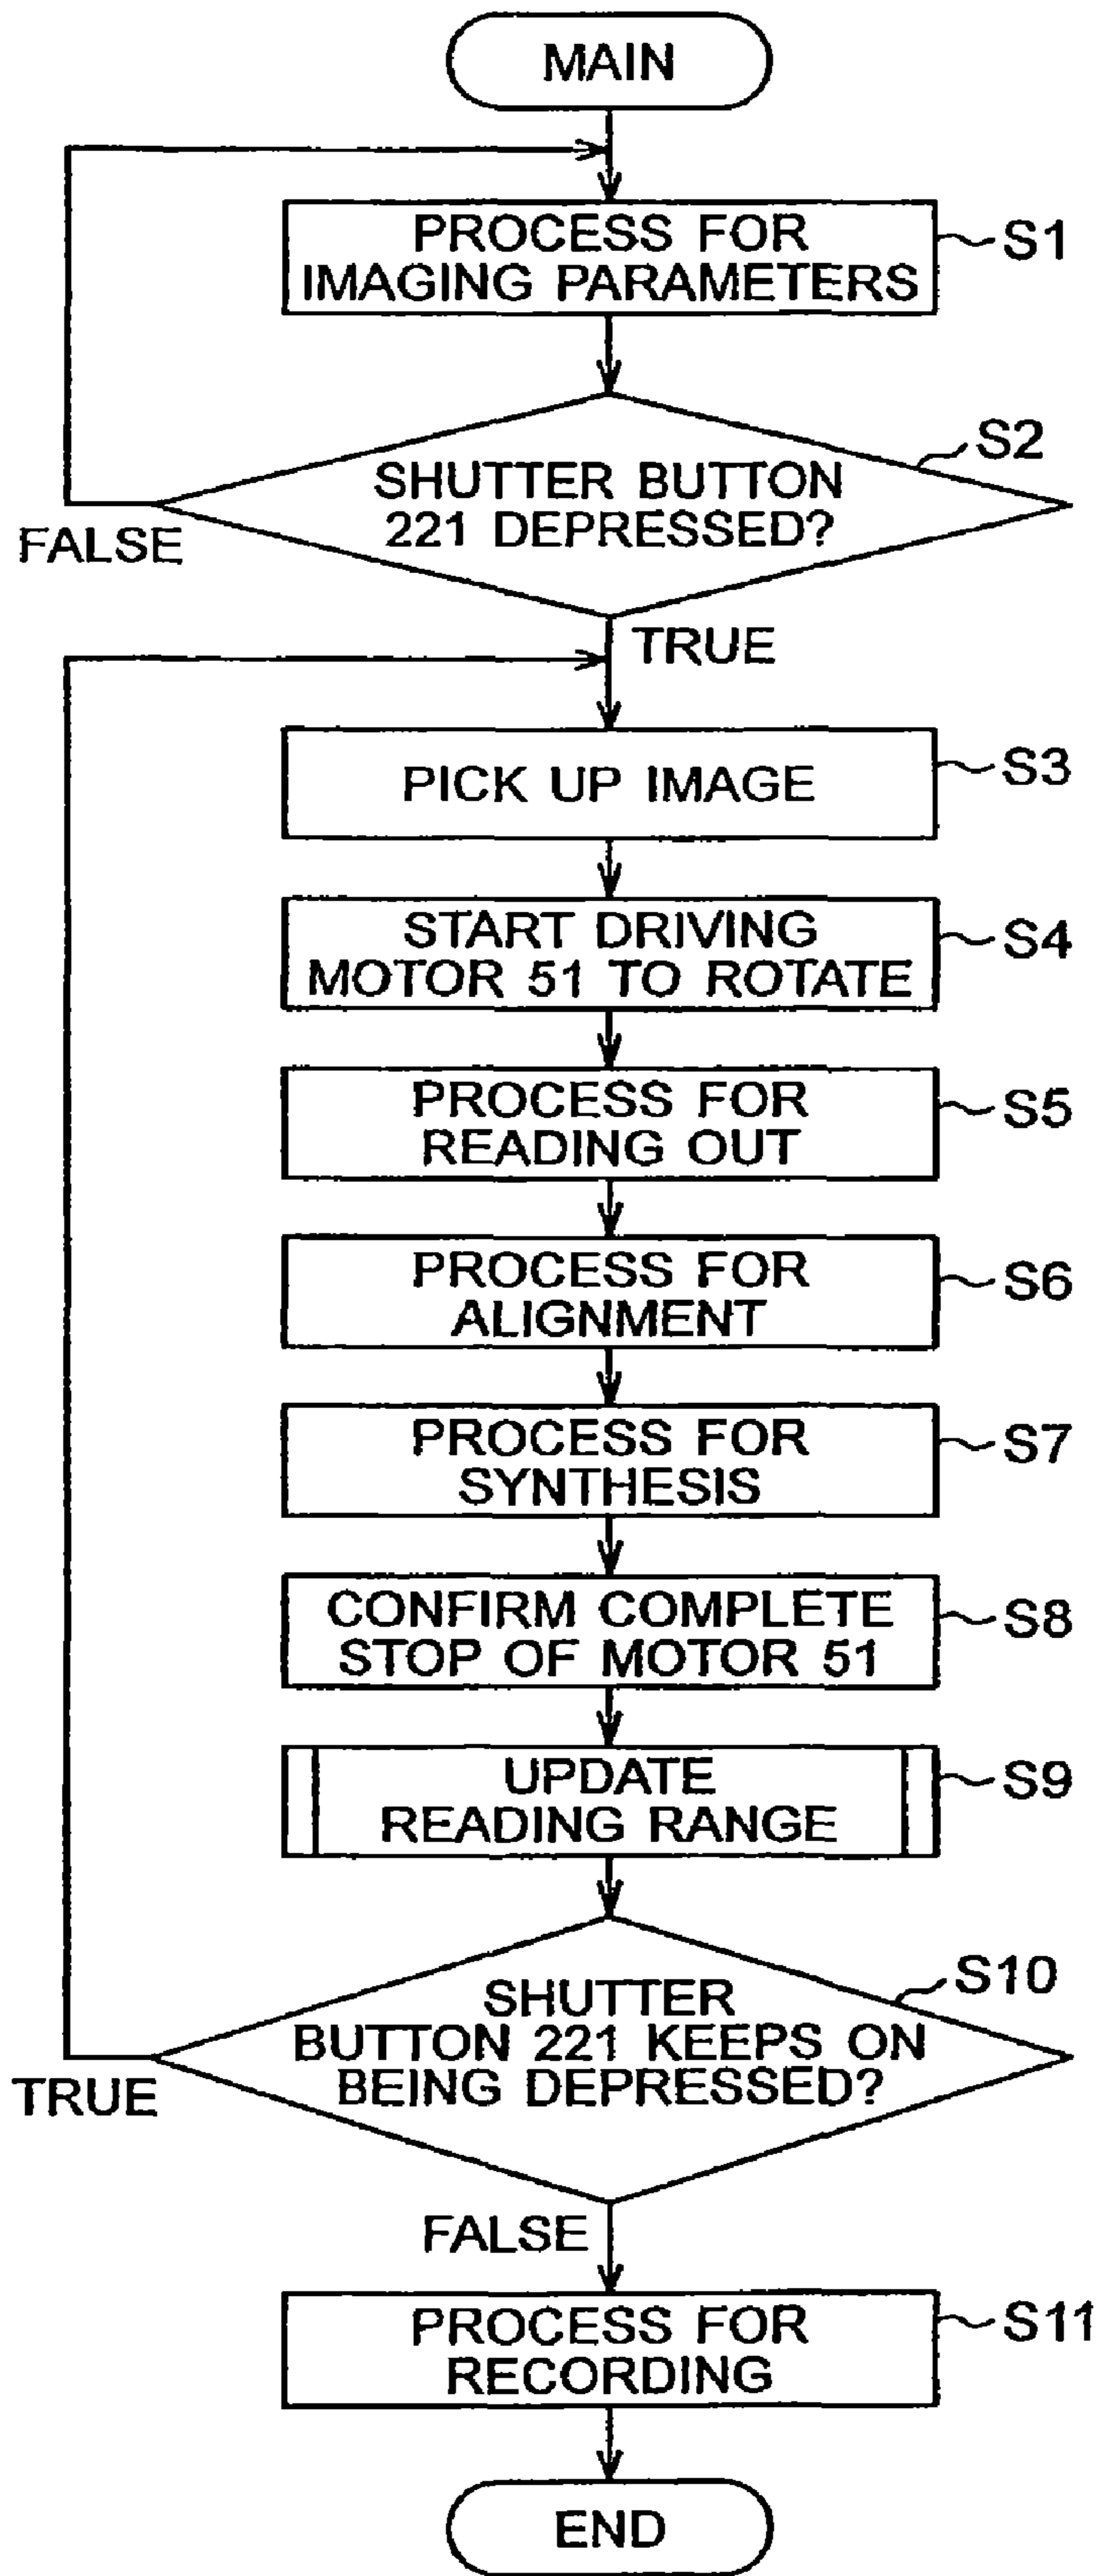 MAIN
PROCESS FOR
IMAGING PARAMETERS
S1
SHUTTER BUTTON
221 DEPRESSED?
S2
FALSE
TRUE
PICK UP IMAGE
S3
START DRIVING
MOTOR 51 TO ROTATE
S4
PROCESS FOR
READING OUT
S5
PROCESS FOR
ALIGNMENT
S6
PROCESS FOR
SYNTHESIS
S7
CONFIRM COMPLETE
STOP OF MOTOR 51
S8
UPDATE
READING RANGE
S9
SHUTTER
BUTTON 221 KEEPS ON
BEING DEPRESSED?
S10
TRUE
FALSE
PROCESS FOR
RECORDING
S11
END